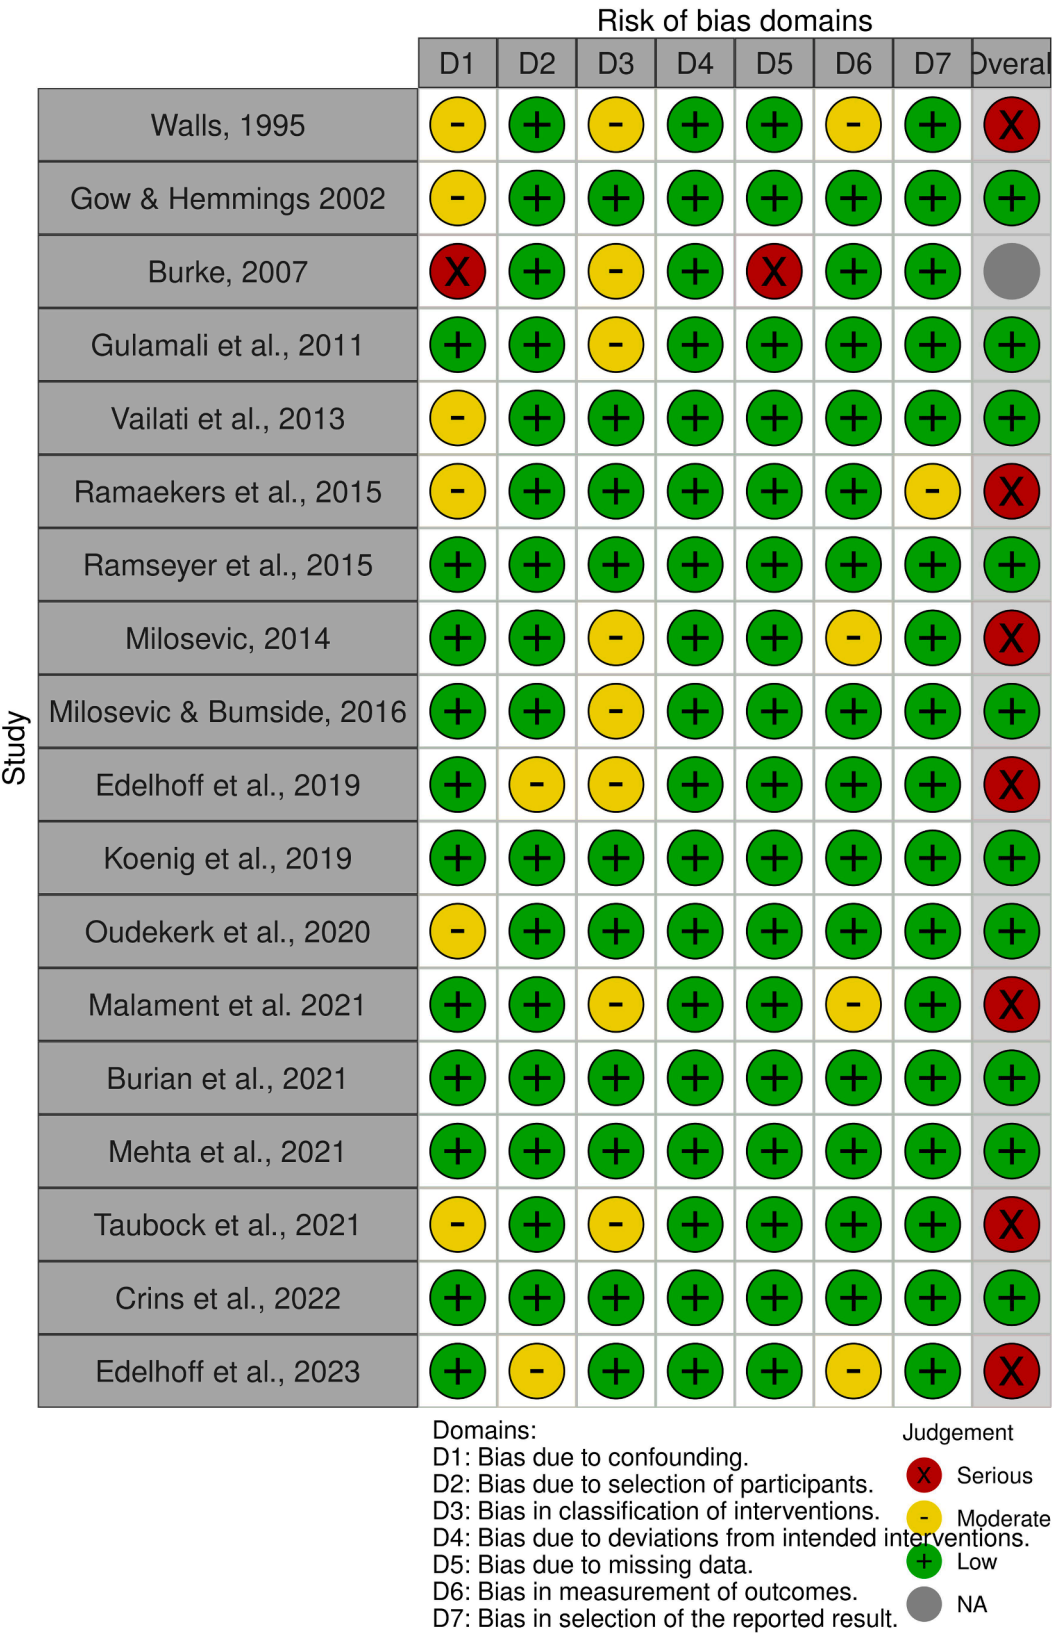 Risk of bias domains
D1 D2 D3 D4 D5 D6 D7 Overal
Walls, 1995 - + - + + - + X
Gow & Hemmings 2002 - + + + + + + +
Burke, 2007 X + - + X + +
Gulamali et al., 2011 + + - + + + + +
Vailati et al., 2013 - + + + + + + +
Ramaekers et al., 2015 - + + + + + - X
Ramseyer et al., 2015 + + + + + + + +
Milosevic, 2014 + + - + + - + X
Milosevic & Bumside, 2016 + + - + + + + +
Edelhoff et al., 2019 + - - + + + + X
Koenig et al., 2019 + + + + + + + +
Oudekerk et al., 2020 - + + + + + + +
Malament et al. 2021 + + - + + - + X
Burian et al., 2021 + + + + + + + +
Mehta et al., 2021 + + + + + + + +
Taubock et al., 2021 - + - + + + + X
Crins et al., 2022 + + + + + + + +
Edelhoff et al., 2023 + - + + + - + X
Study
Domains:
D1: Bias due to confounding.
D2: Bias due to selection of participants.
D3: Bias in classification of interventions.
D4: Bias due to deviations from intended interventions.
D5: Bias due to missing data.
D6: Bias in measurement of outcomes.
D7: Bias in selection of the reported result.
Judgement
X Serious
- Moderate
+ Low
NA